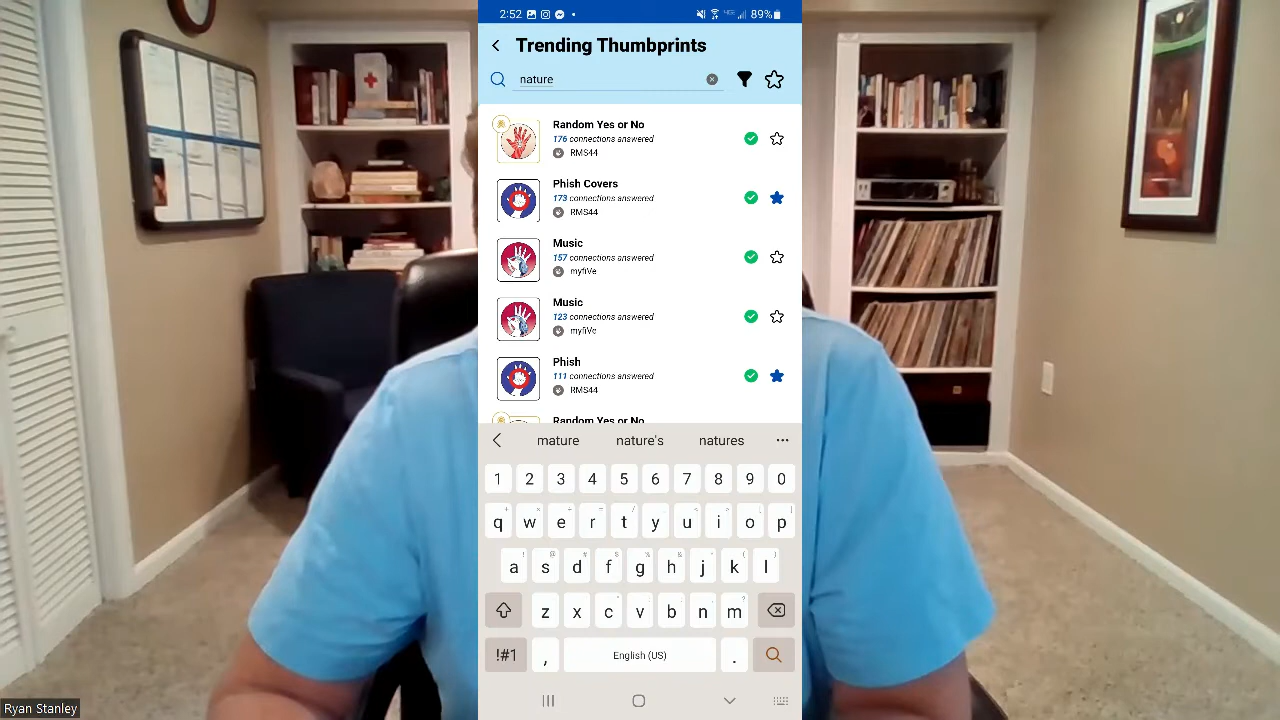 2:52 89%
Trending Thumbprints
nature
Random Yes or No
176 connections answered
RMS44
Phish Covers
173 connections answered
RMS44
Music
157 connections answered
myfiVe
Music
123 connections answered
myfiVe
Phish
111 connections answered
RMS44
Random Yes or No
mature nature's natures
1 2 3 4 5 6 7 8 9 0
q w e r t y u i o p
a s d f g h j k l
z x c v b n m
!#1 , English (US) .
Ryan Stanley